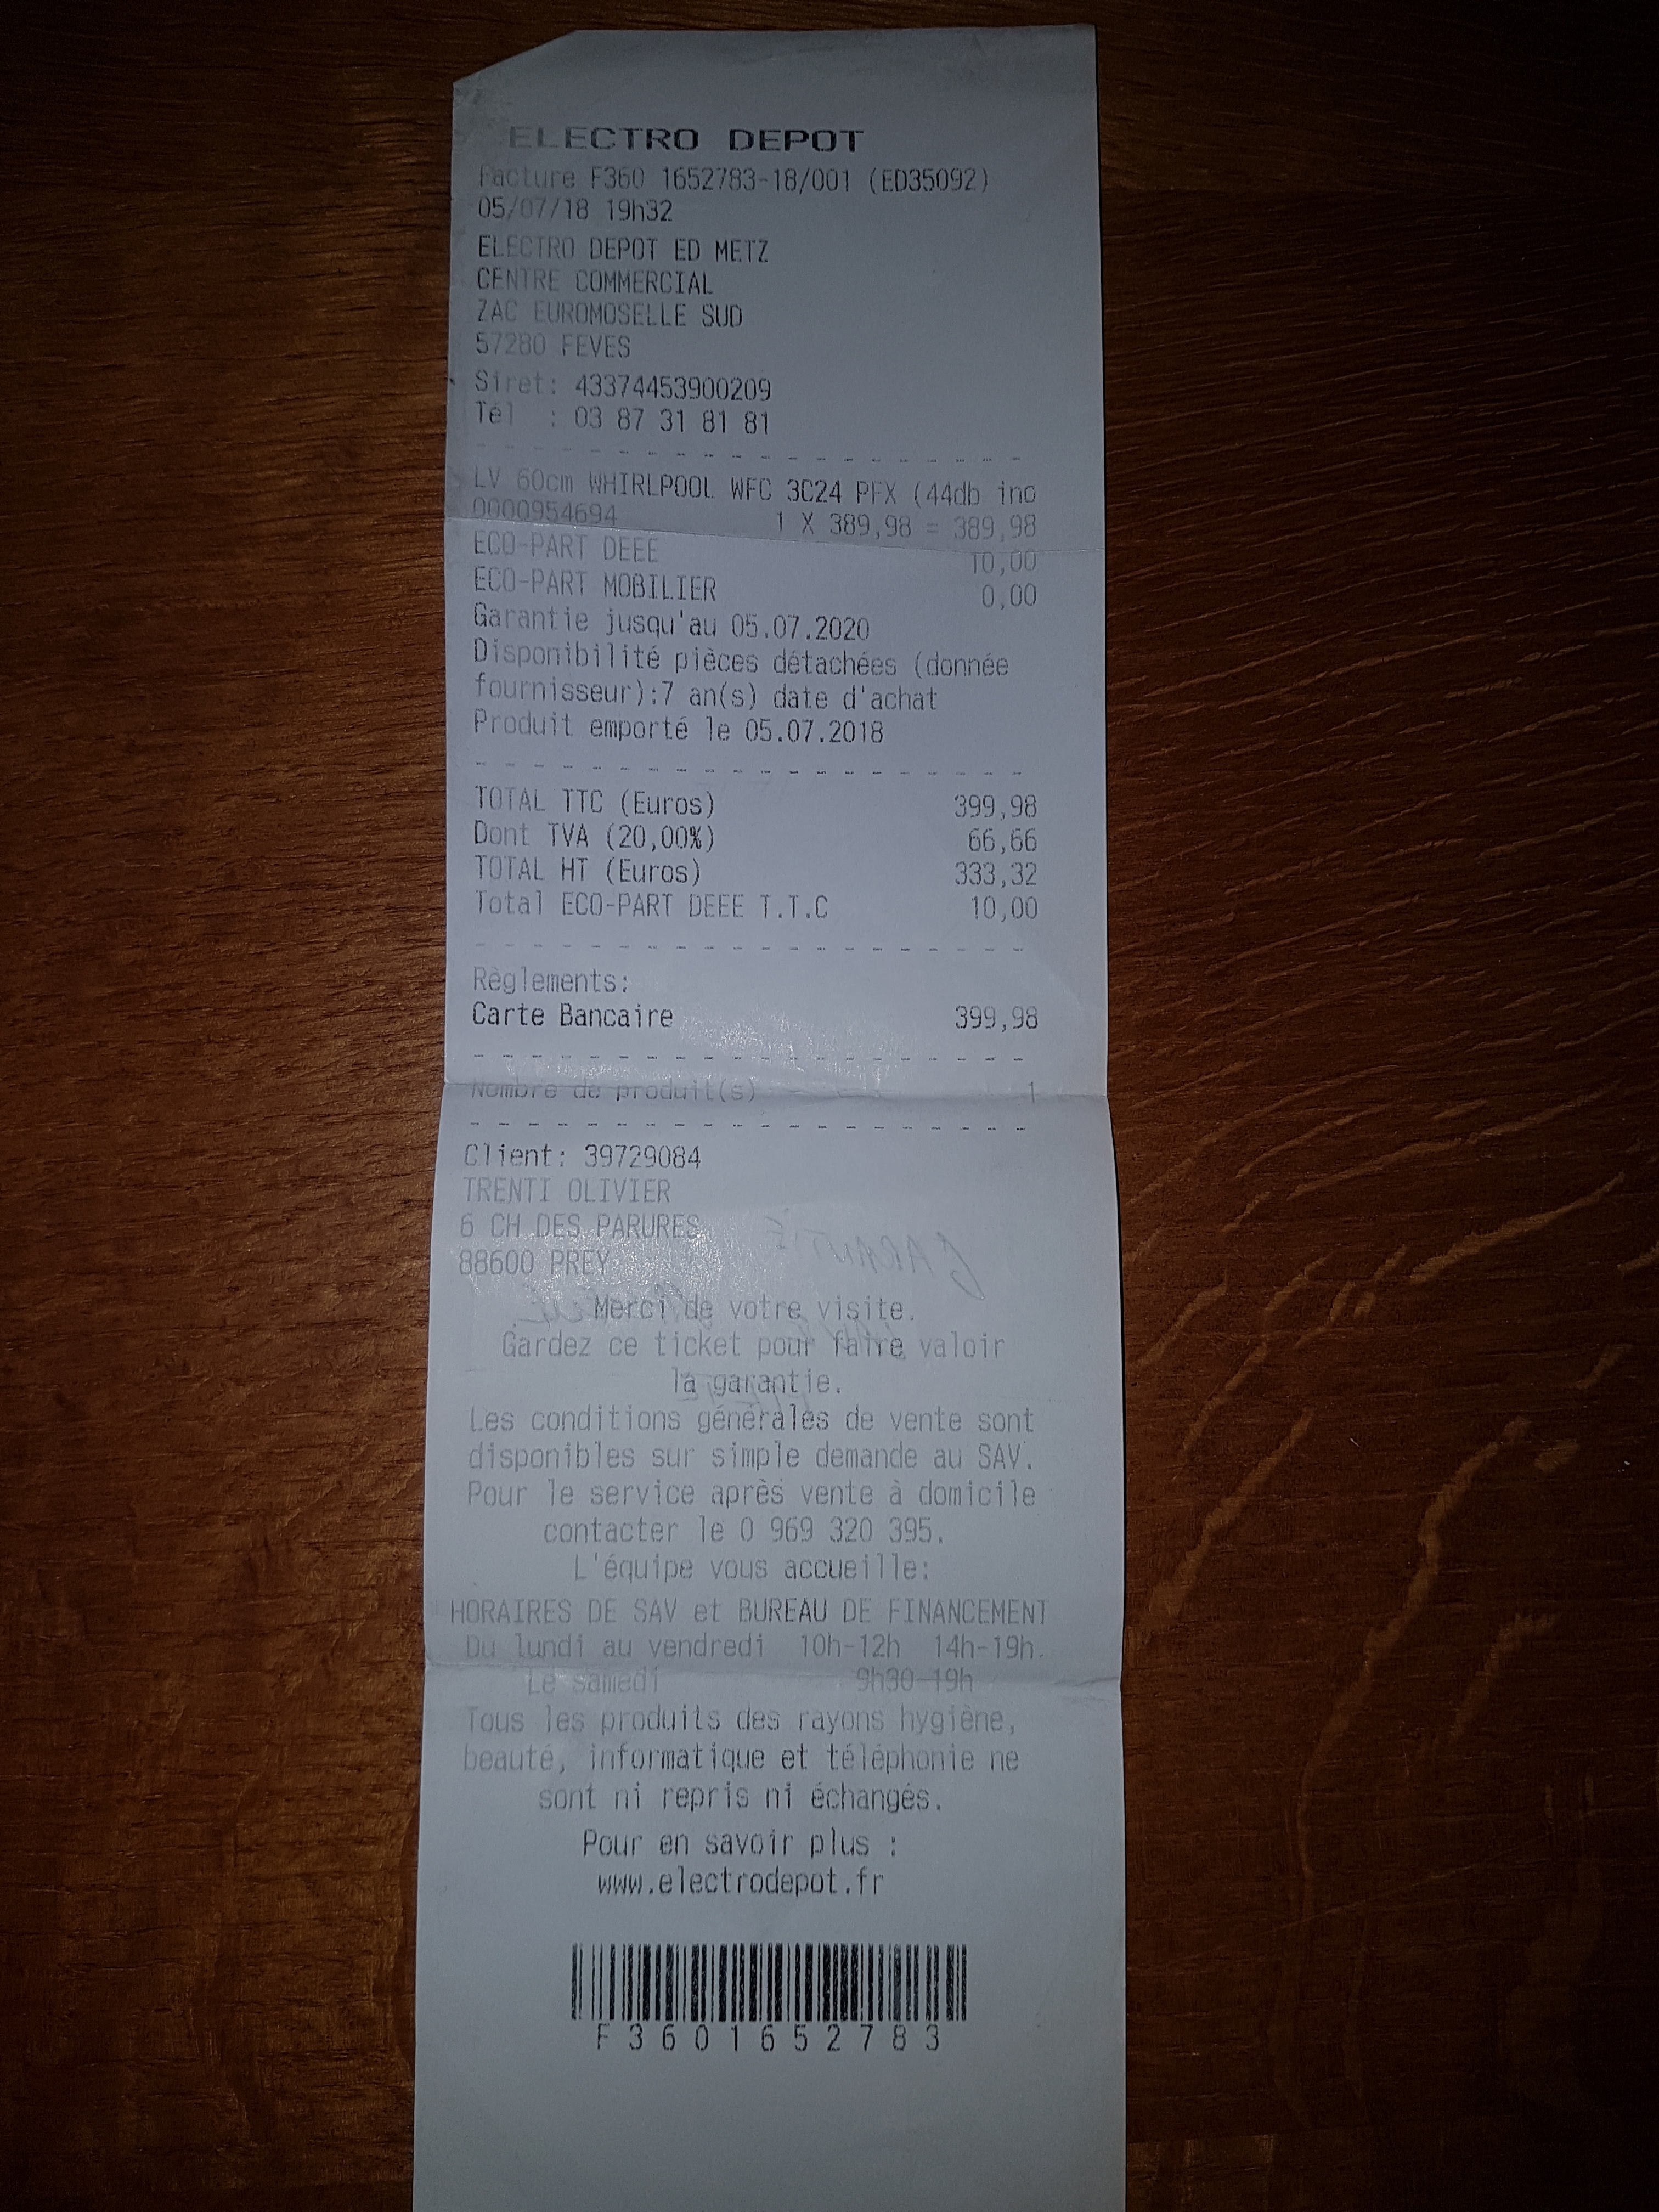 ELECTRO DEPOT
Facture F360 1652783-18/001 (ED35092)
05/07/18 19h32
ELECTRO DEPOT ED METZ
CENTRE COMMERCIAL
ZAC EUROMOSELLE SUD
57280 FEVES
Siret: 43374453900209
Tél : 03 87 31 81 81
LV 60cm WHIRLPOOL WFC 3C24 PFX (44db ino
0000954694 1 X 389,98 = 389,98
ECO-PART DEEE 10,00
ECO-PART MOBILIER 0,00
Garantie jusqu'au 05.07.2020
Disponibilité pièces détachées (donnée
fournisseur):7 an(s) date d'achat
Produit emporté le 05.07.2018
TOTAL TTC (Euros) 399,98
Dont TVA (20,00%) 66,66
TOTAL HT (Euros) 333,32
Total ECO-PART DEEE T.T.C 10,00
Règlements:
Carte Bancaire 399,98
Nombre de produit(s) 1
Client: 39729084
TRENTI OLIVIER
6 CH DES PARURES
88600 PREY
Merci de votre visite.
Gardez ce ticket pour faire valoir
la garantie.
Les conditions générales de vente sont
disponibles sur simple demande au SAV.
Pour le service après vente à domicile
contacter le 0 969 320 395.
L'équipe vous accueille:
HORAIRES DE SAV et BUREAU DE FINANCEMENT
Du lundi au vendredi 10h-12h 14h-19h.
Le samedi 9h30-19h
Tous les produits des rayons hygiène,
beauté, informatique et téléphonie ne
sont ni repris ni échangés.
Pour en savoir plus :
www.electrodepot.fr
F3601652783